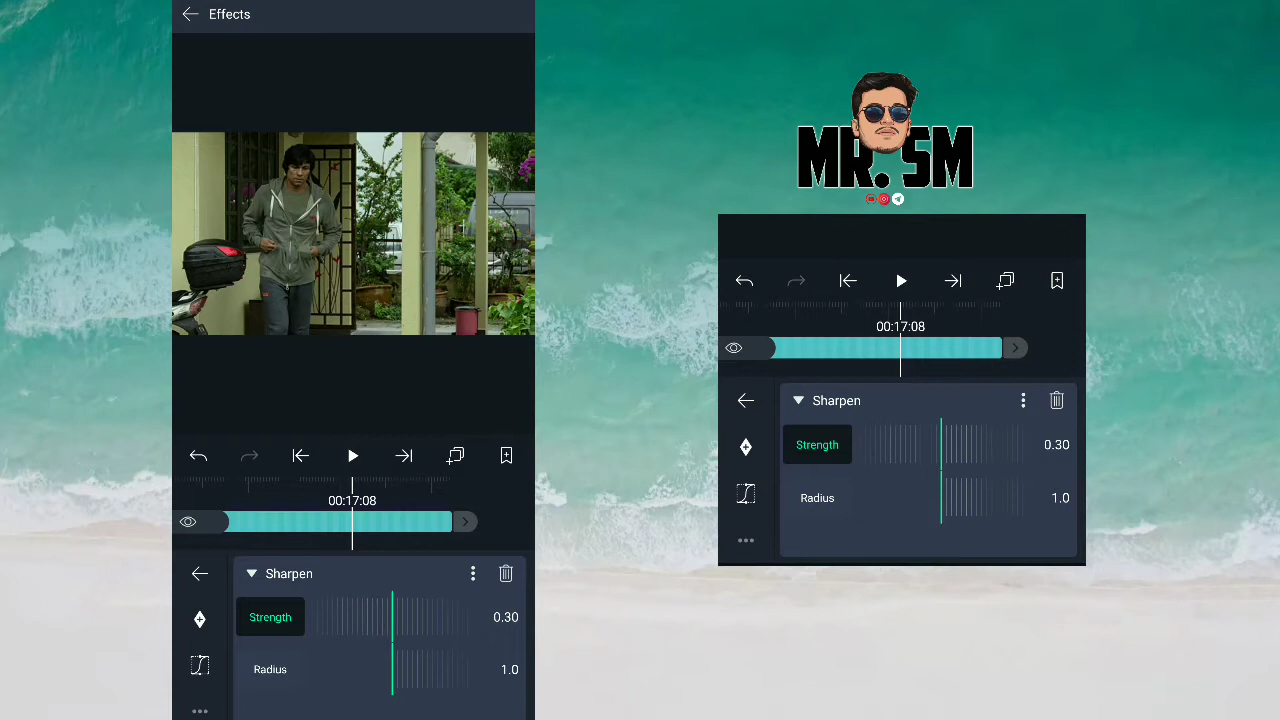 Effects
00:17:08
Sharpen
Strength
0.30
Radius
1.0
MR. SM
00:17:08
Sharpen
Strength
0.30
Radius
1.0